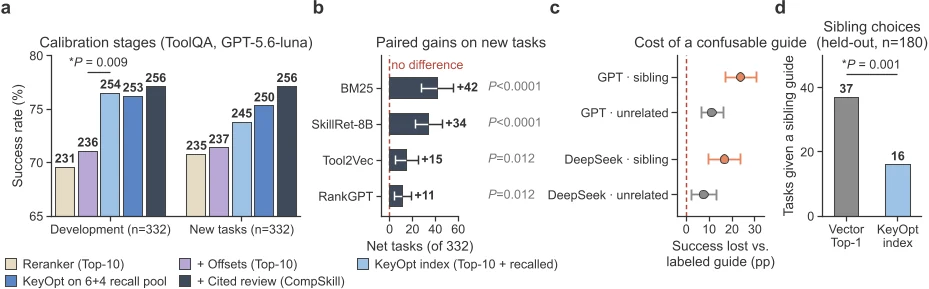 a
Calibration stages (ToolQA, GPT-5.6-luna)
Success rate (%)
80
75
70
65
*P = 0.009
231
236
254
253
256
235
237
245
250
256
Development (n=332)
New tasks (n=332)
b
Paired gains on new tasks
no difference
BM25
+42
P<0.0001
SkillRet-8B
+34
P<0.0001
Tool2Vec
+15
P=0.012
RankGPT
+11
P=0.012
0
20
40
60
Net tasks (of 332)
c
Cost of a confusable guide
GPT · sibling
GPT · unrelated
DeepSeek · sibling
DeepSeek · unrelated
0
10
20
30
Success lost vs.
labeled guide (pp)
d
Sibling choices
(held-out, n=180)
Tasks given a sibling guide
40
20
0
*P = 0.001
37
16
Vector
Top-1
KeyOpt
index
Reranker (Top-10)
+ Offsets (Top-10)
KeyOpt index (Top-10 + recalled)
KeyOpt on 6+4 recall pool
+ Cited review (CompSkill)